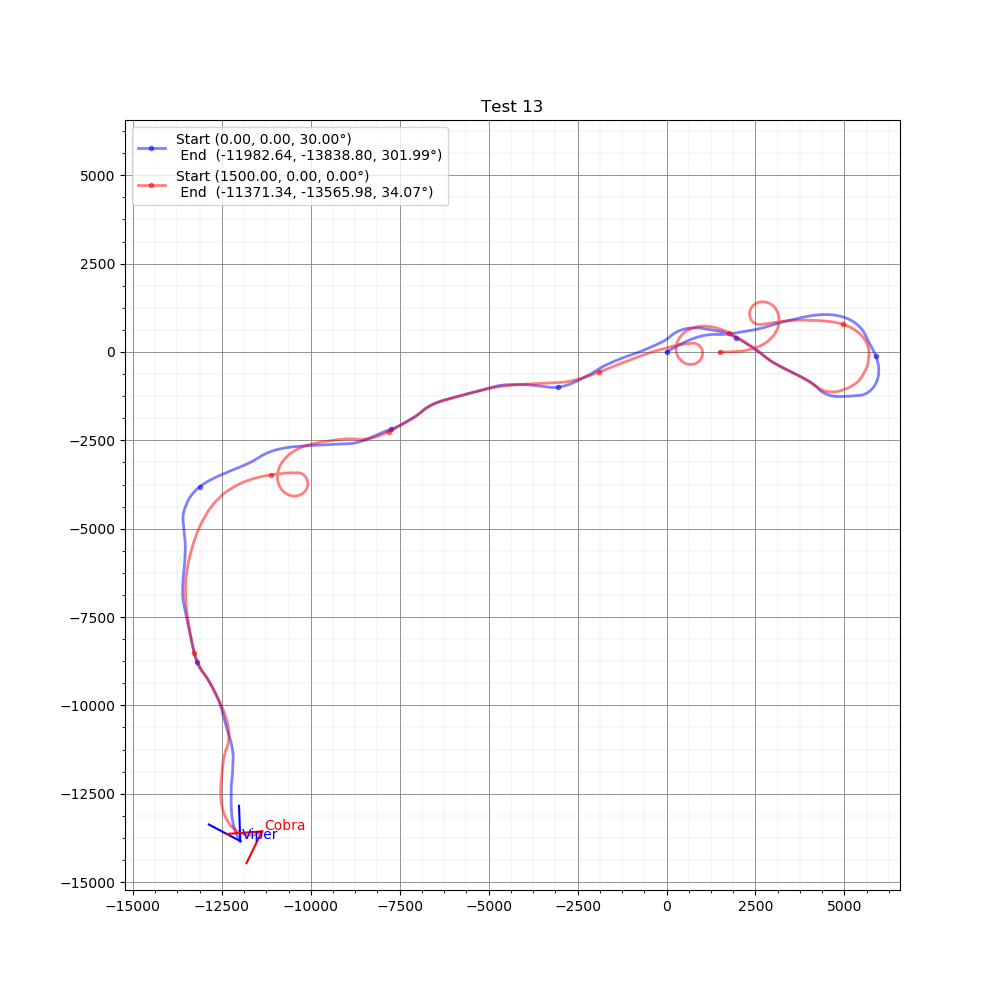 Test 13
Start (0.00, 0.00, 30.00°)
End (-11982.64, -13838.80, 301.99°)
Start (1500.00, 0.00, 0.00°)
End (-11371.34, -13565.98, 34.07°)
5000
2500
0
−2500
−5000
−7500
−10000
−12500
−15000
Cobra
Viper
−15000 −12500 −10000 −7500 −5000 −2500 0 2500 5000